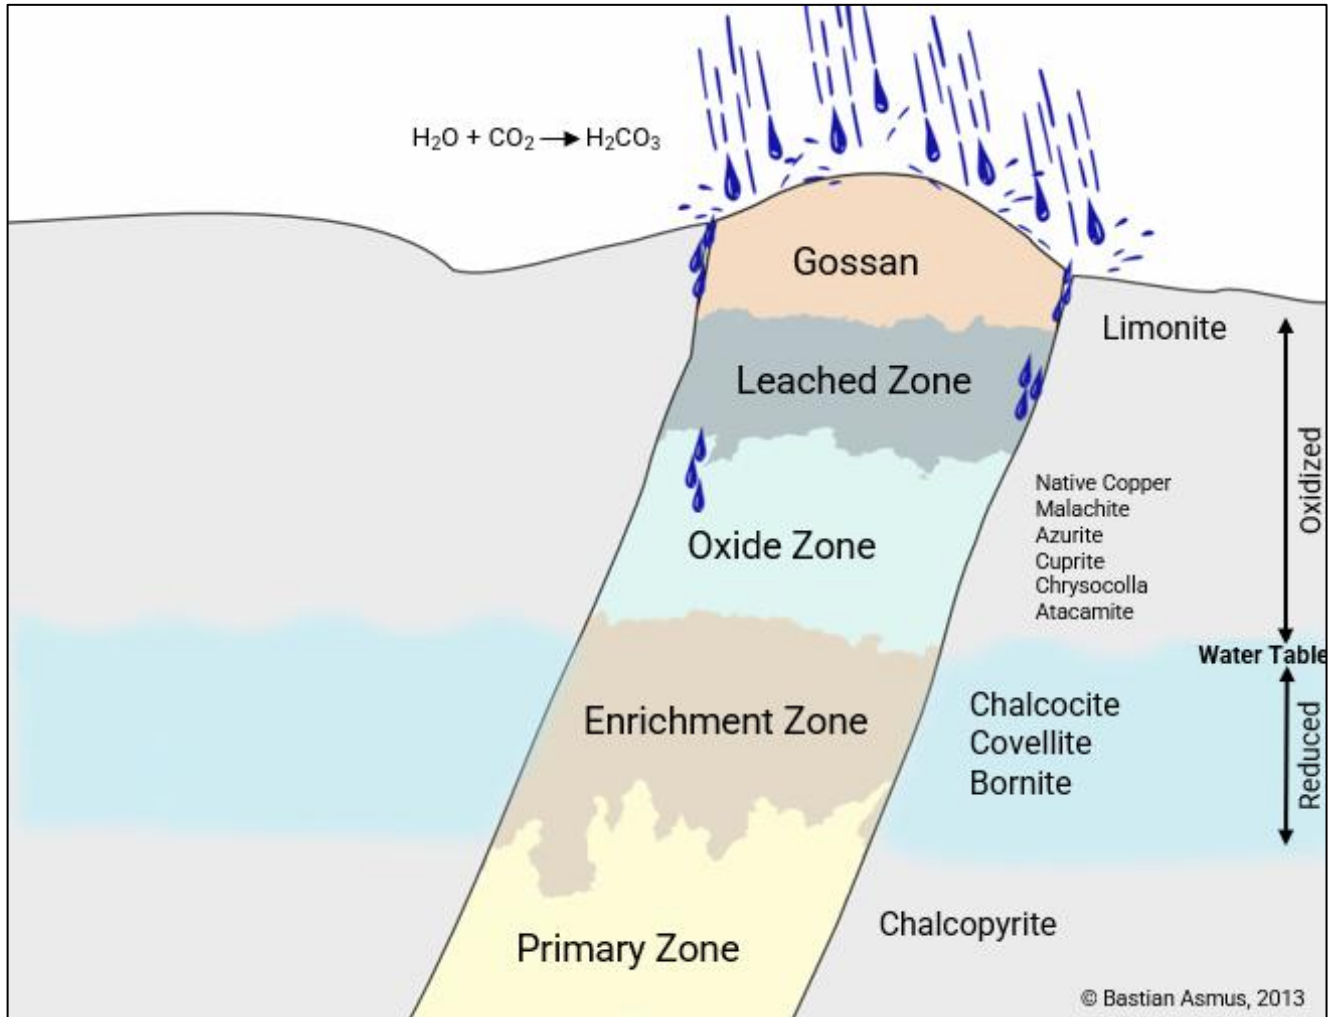 H₂O + CO₂ → H₂CO₃
Gossan
Limonite
Leached Zone
Oxidized
Native Copper
Malachite
Azurite
Cuprite
Chrysocolla
Atacamite
Oxide Zone
Water Table
Enrichment Zone
Chalcocite
Covellite
Bornite
Reduced
Primary Zone
Chalcopyrite
© Bastian Asmus, 2013